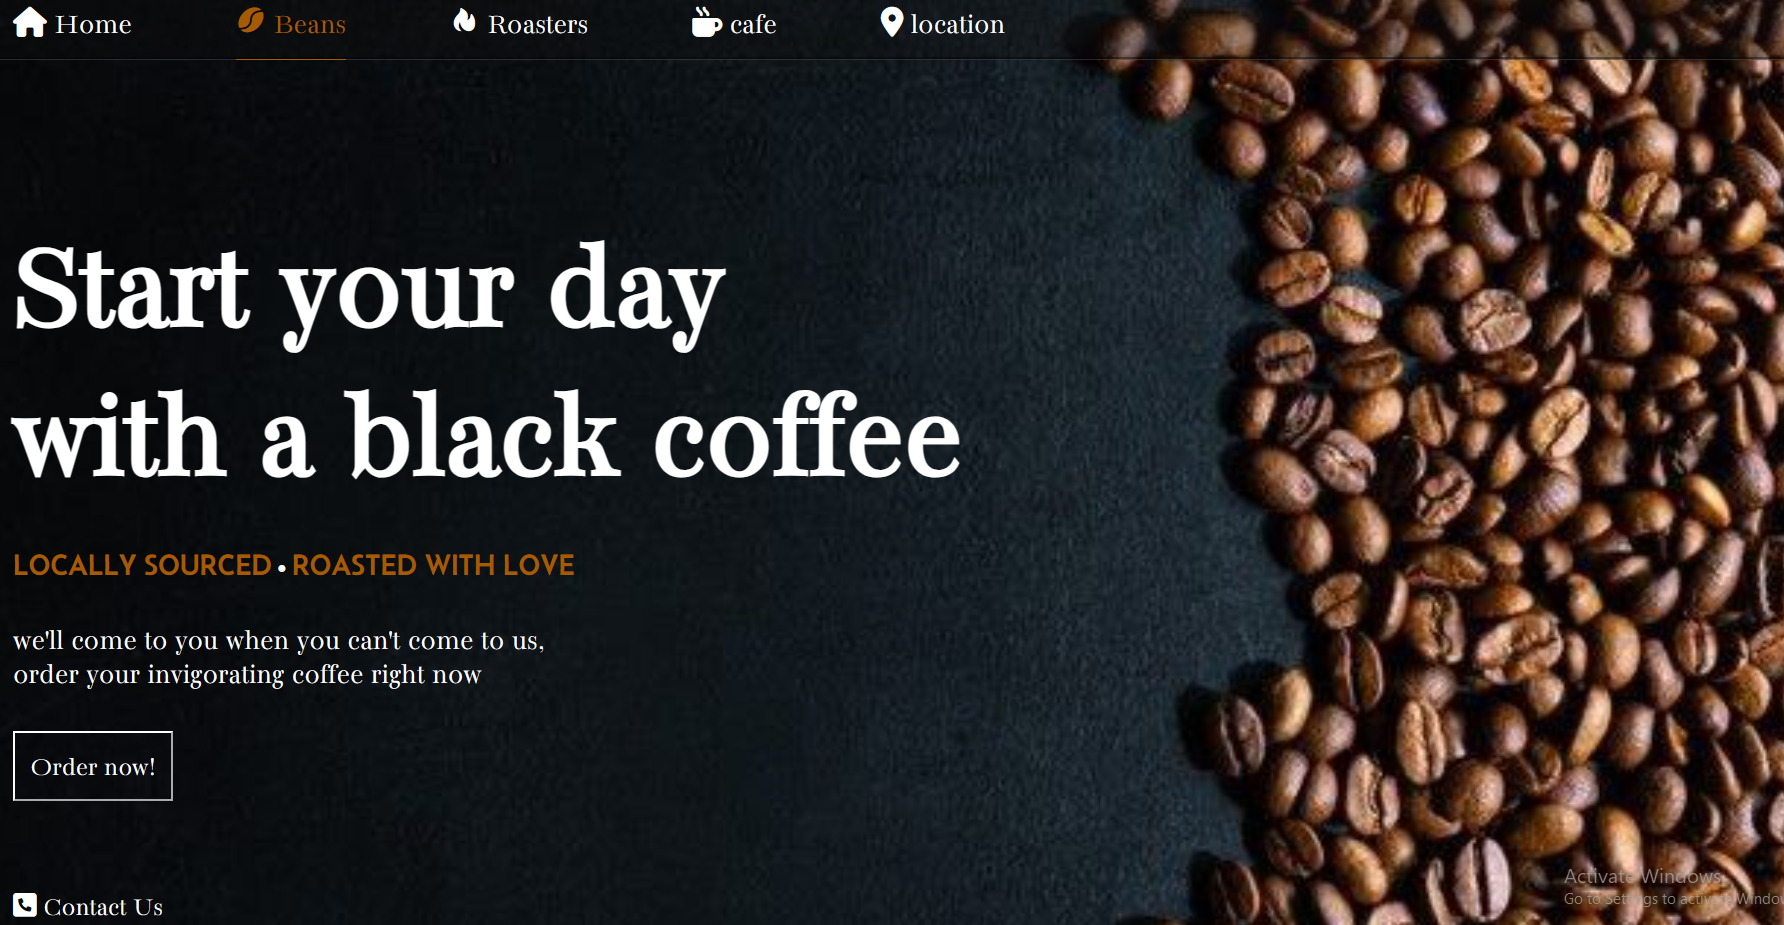 Home Beans Roasters cafe location
Start your day
with a black coffee
LOCALLY SOURCED • ROASTED WITH LOVE
we'll come to you when you can't come to us,
order your invigorating coffee right now
Order now!
Contact Us
Activate Windows
Go to Settings to activate Windows